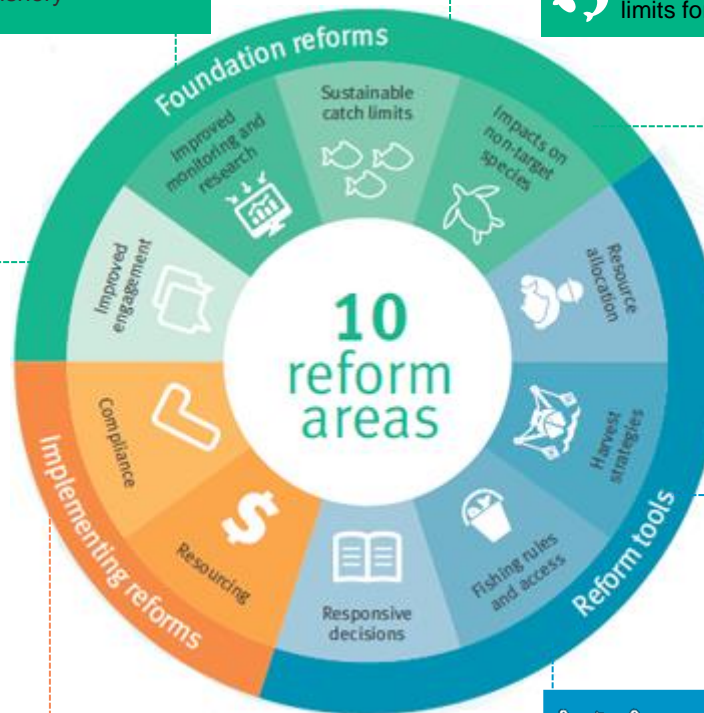 limits fo
Foundation reforms
Improved
monitoring and
research
Sustainable
catch limits
Impacts on
non-target
species
Improved
engagement
Resource
allocation
10
reform
areas
Compliance
Harvest
strategies
Implementing reforms
Resourcing
$
Responsive
decisions
Fishing rules
and access
Reform tools